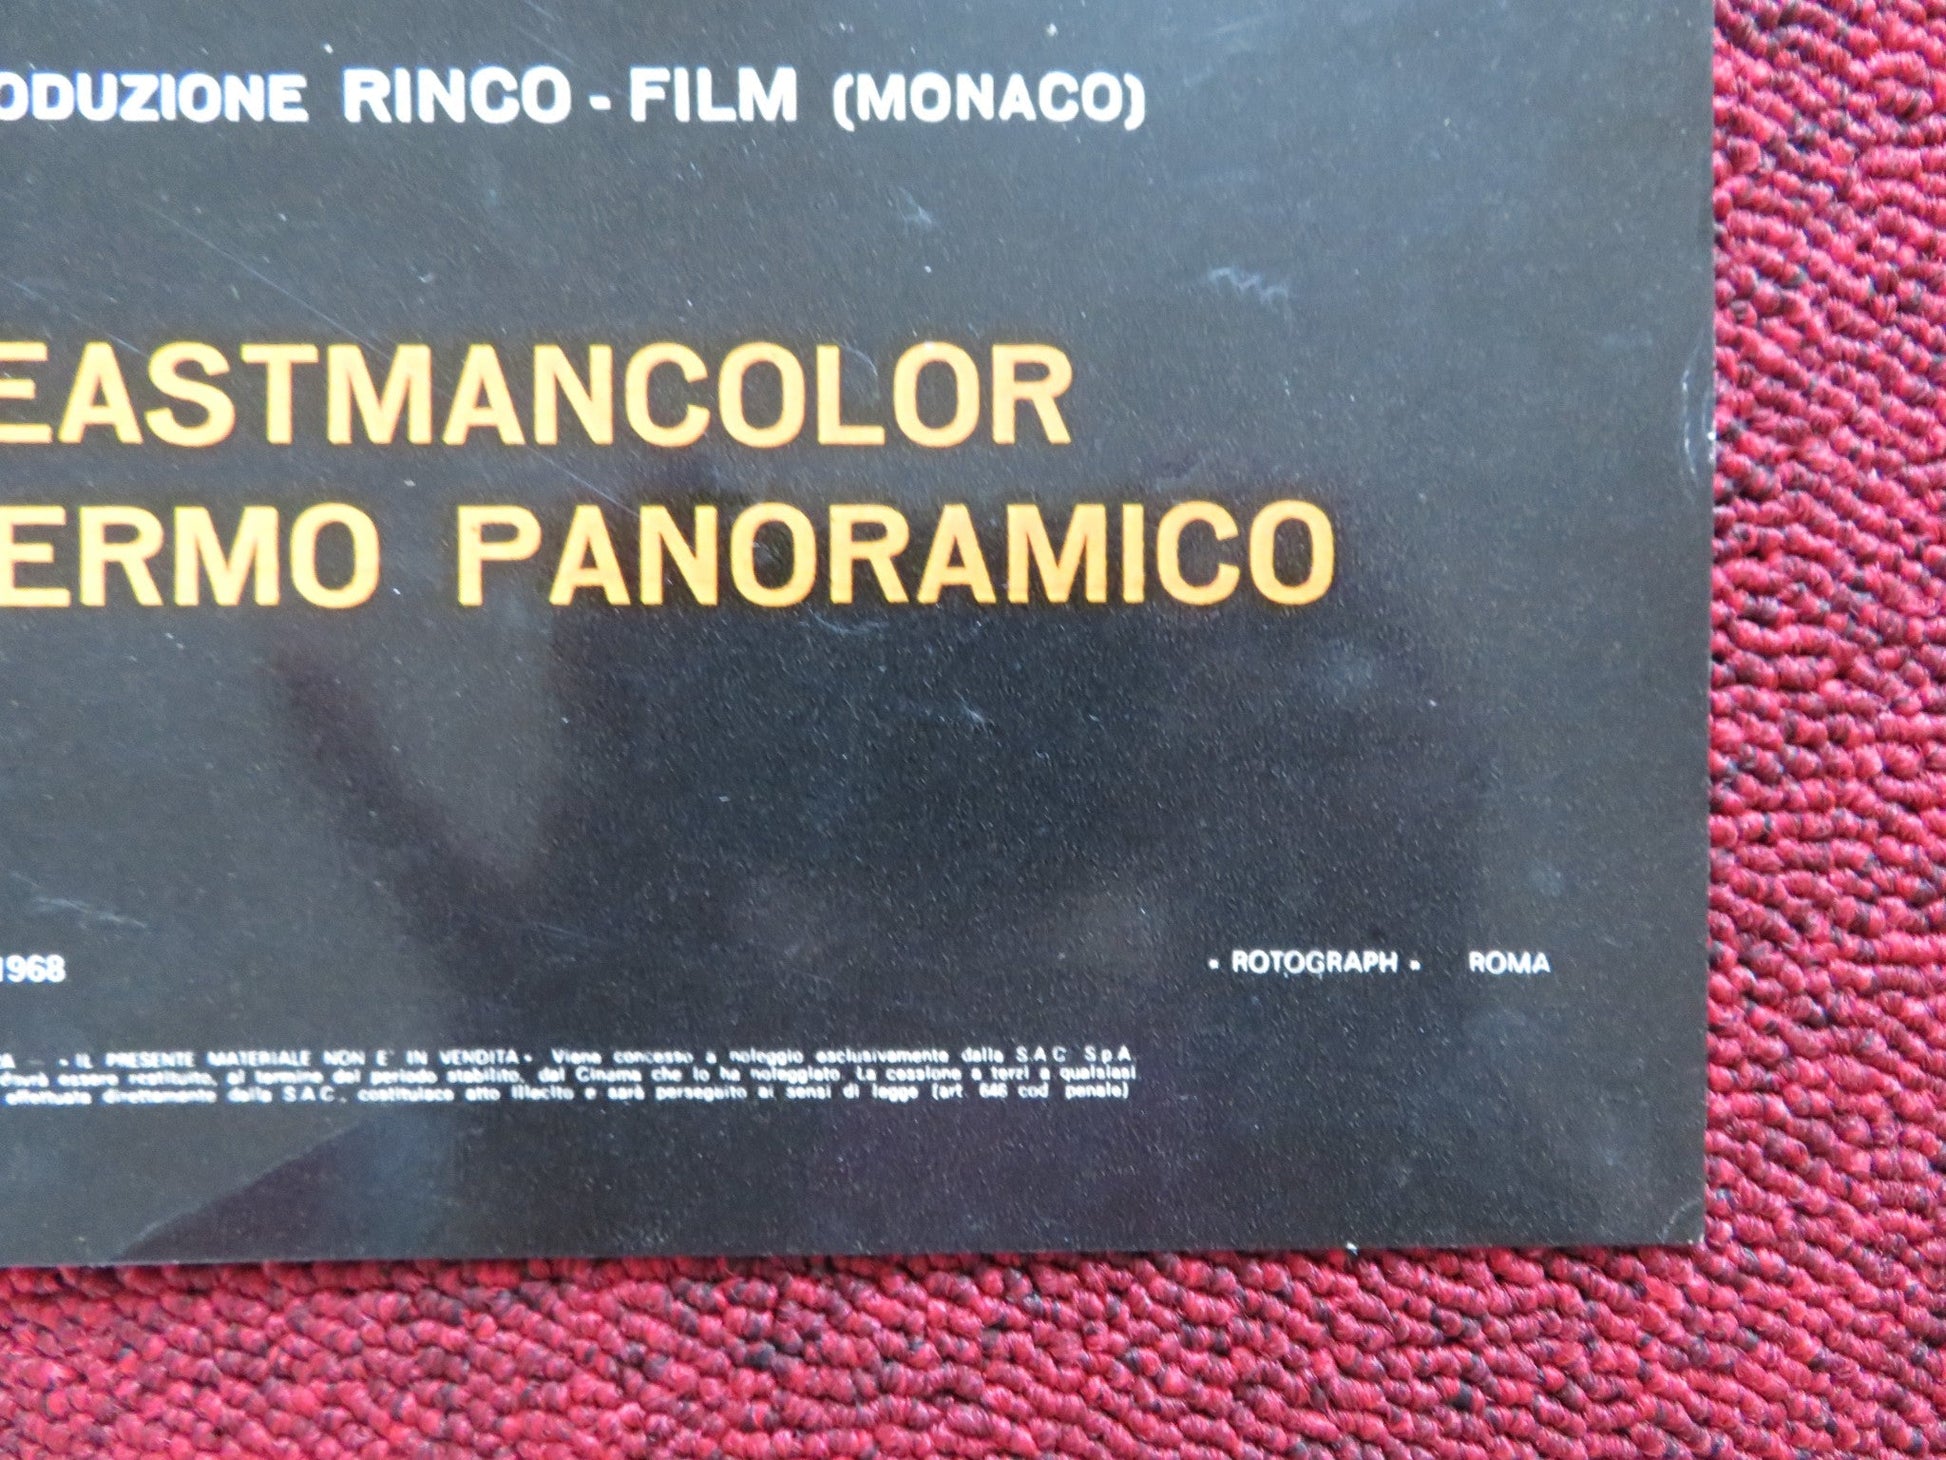 ODUZIONE RINCO - FILM (MONACO)
EASTMANCOLOR
ERMO PANORAMICO
1968
• ROTOGRAPH • ROMA
• IL PRESENTE MATERIALE NON E' IN VENDITA • Viene concesso a noleggio esclusivamente dalla S.A.C. S.p.A.
essere restituito, al termine del periodo stabilito, dal Cinema che lo ha noleggiato. La cessione a terzi a qualsiasi
effettuata direttamente dalla S.A.C., costituisce atto illecito e sarà perseguito ai sensi di legge (art. 646 cod. penale)